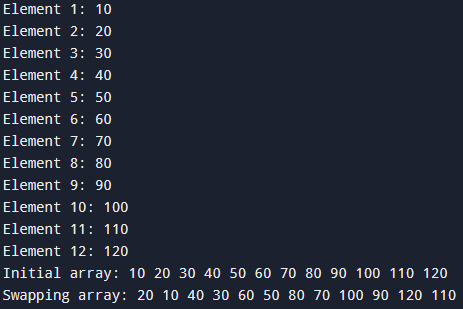 Element 1: 10
Element 2: 20
Element 3: 30
Element 4: 40
Element 5: 50
Element 6: 60
Element 7: 70
Element 8: 80
Element 9: 90
Element 10: 100
Element 11: 110
Element 12: 120
Initial array: 10 20 30 40 50 60 70 80 90 100 110 120
Swapping array: 20 10 40 30 60 50 80 70 100 90 120 110